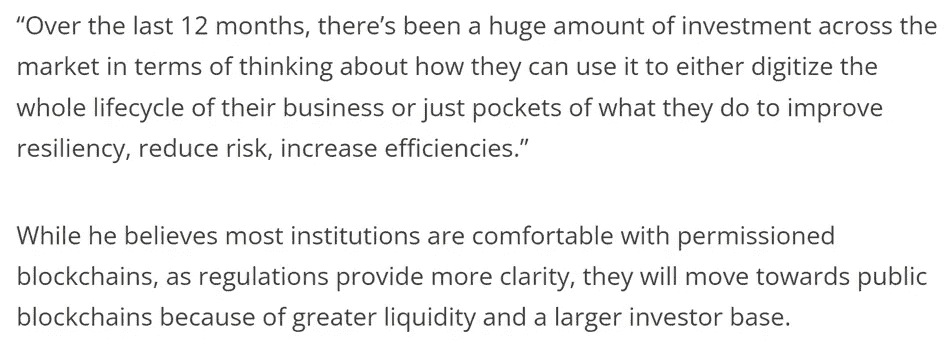 “Over the last 12 months, there’s been a huge amount of investment across the
market in terms of thinking about how they can use it to either digitize the
whole lifecycle of their business or just pockets of what they do to improve
resiliency, reduce risk, increase efficiencies.”
While he believes most institutions are comfortable with permissioned
blockchains, as regulations provide more clarity, they will move towards public
blockchains because of greater liquidity and a larger investor base.